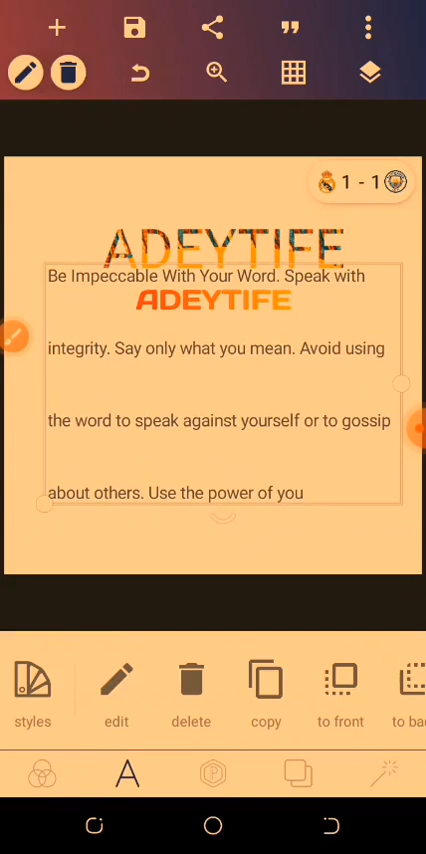 1 - 1
ADEYTIFE
Be Impeccable With Your Word. Speak with
ADEYTIFE
integrity. Say only what you mean. Avoid using
the word to speak against yourself or to gossip
about others. Use the power of you
styles
edit
delete
copy
to front
to ba